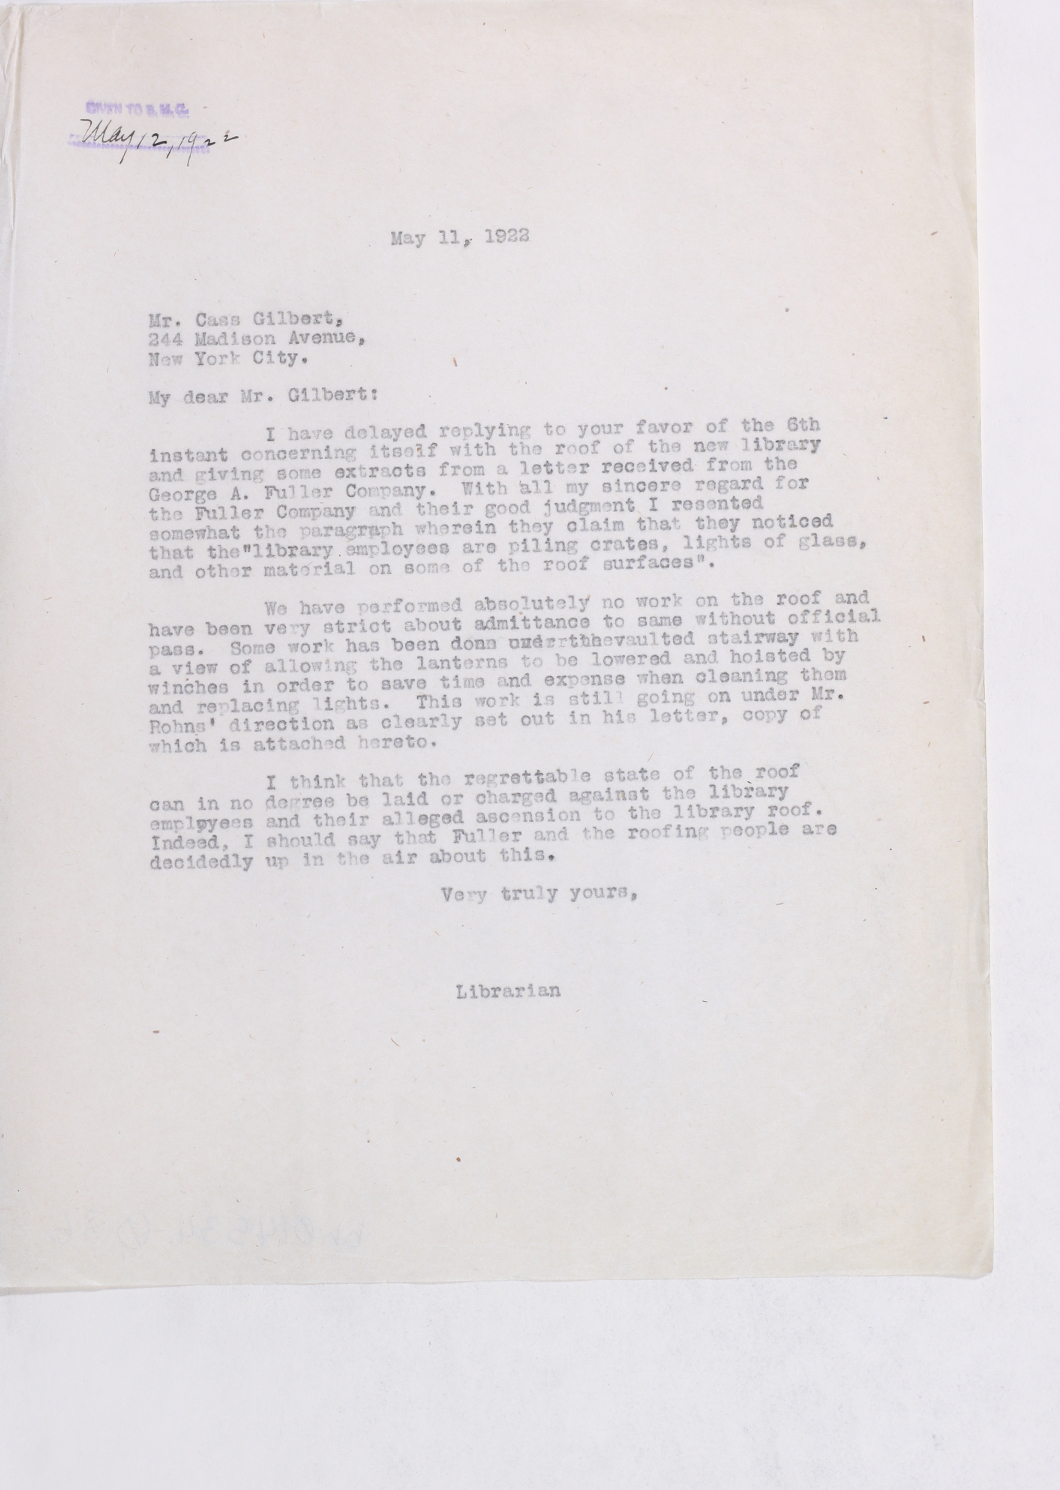 GIVEN TO B. M. G.
May 12, 1922
May 11, 1922
Mr. Cass Gilbert,
244 Madison Avenue,
New York City.
My dear Mr. Gilbert:
I have delayed replying to your favor of the 6th
instant concerning itself with the roof of the new library
and giving some extracts from a letter received from the
George A. Fuller Company. With all my sincere regard for
the Fuller Company and their good judgment I resented
somewhat the paragraph wherein they claim that they noticed
that the"library employees are piling crates, lights of glass,
and other material on some of the roof surfaces".
We have performed absolutely no work on the roof and
have been very strict about admittance to same without official
pass. Some work has been done vaulted stairway with
a view of allowing the lanterns to be lowered and hoisted by
winches in order to save time and expense when cleaning them
and replacing lights. This work is still going on under Mr.
Rohns' direction as clearly set out in his letter, copy of
which is attached hereto.
I think that the regrettable state of the roof
can in no degree be laid or charged against the library
employees and their alleged ascension to the library roof.
Indeed, I should say that Fuller and the roofing people are
decidedly up in the air about this.
Very truly yours,
Librarian